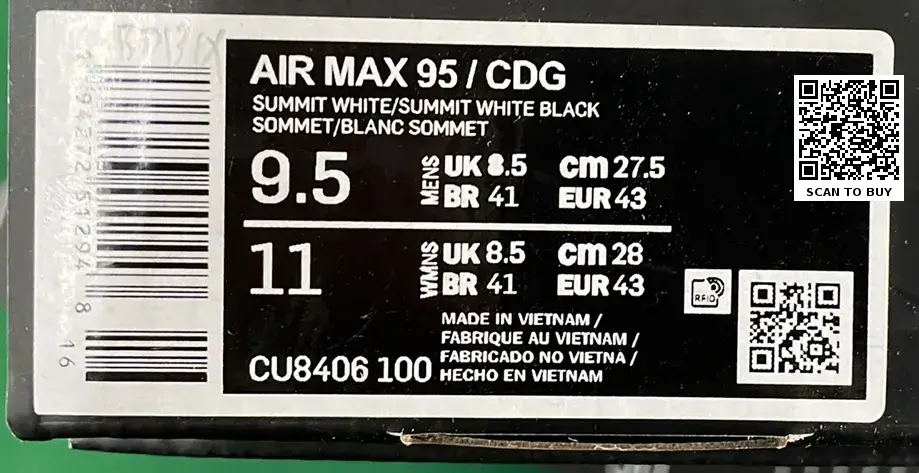 AIR MAX 95 / CDG
SUMMIT WHITE/SUMMIT WHITE BLACK
SOMMET/BLANC SOMMET
9.5 MENS UK 8.5 cm 27.5
BR 41 EUR 43
11 WMNS UK 8.5 cm 28
BR 41 EUR 43
MADE IN VIETNAM /
FABRIQUE AU VIETNAM /
FABRICADO NO VIETNÃ /
HECHO EN VIETNAM
CU8406 100
RFID
SCAN TO BUY